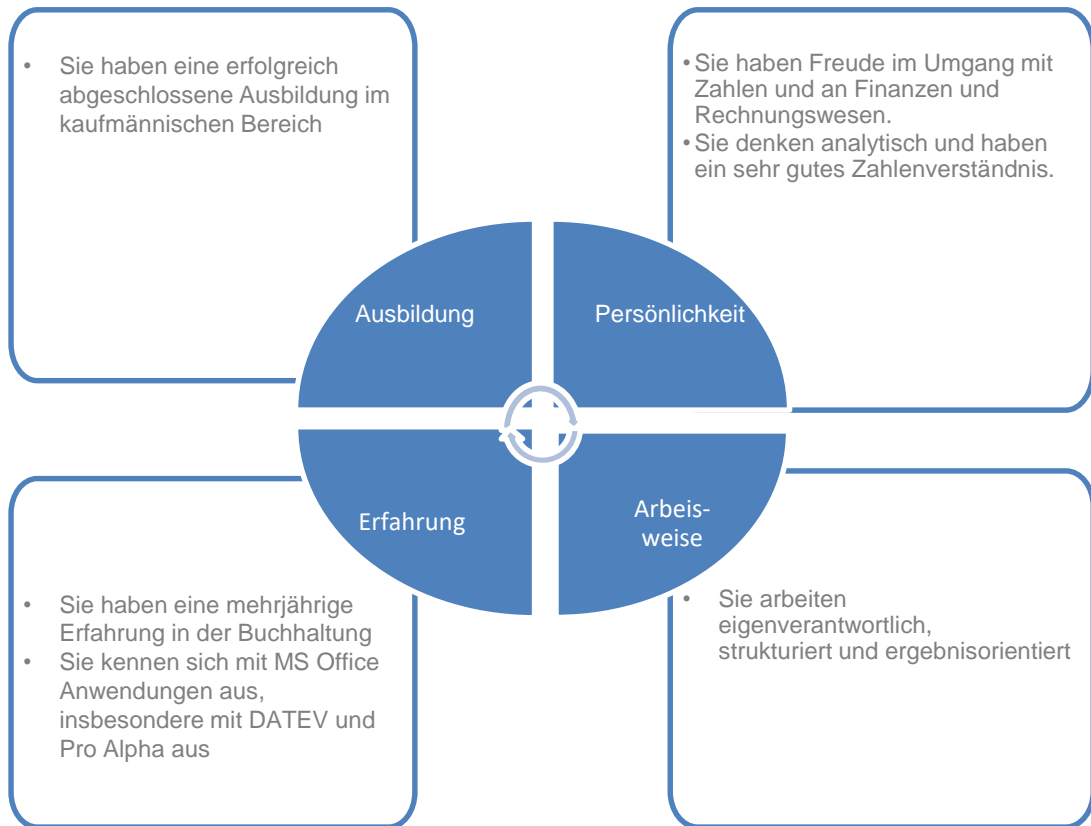 • Sie haben eine erfolgreich
abgeschlossene Ausbildung im
kaufmännischen Bereich
• Sie haben Freude im Umgang mit
Zahlen und an Finanzen und
Rechnungswesen.
• Sie denken analytisch und haben
ein sehr gutes Zahlenverständnis.
Ausbildung
Persönlichkeit
Erfahrung
Arbeis-
weise
• Sie haben eine mehrjährige
Erfahrung in der Buchhaltung
• Sie kennen sich mit MS Office
Anwendungen aus,
insbesondere mit DATEV und
Pro Alpha aus
• Sie arbeiten
eigenverantwortlich,
strukturiert und ergebnisorientiert